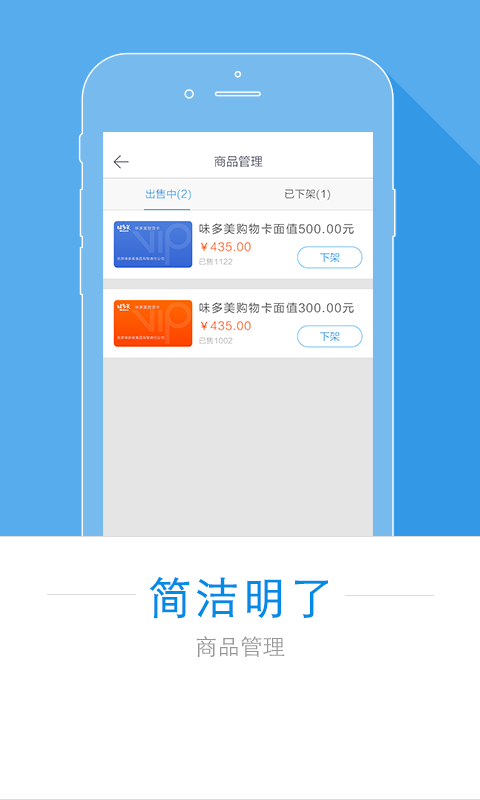 商品管理
出售中(2)
已下架(1)
味多美购物卡面值500.00元
￥435.00
已售1122
下架
VIP
味多美购物卡面值300.00元
￥435.00
已售1002
下架
VIP
简洁明了
商品管理